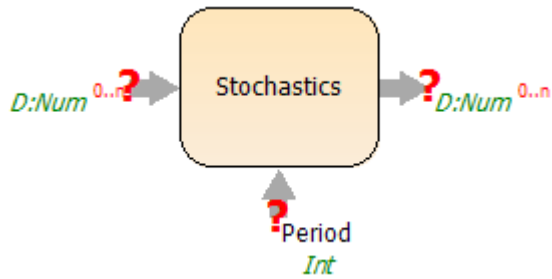 D:Num 0..n ?
Stochastics
? D:Num 0..n
? Period
Int